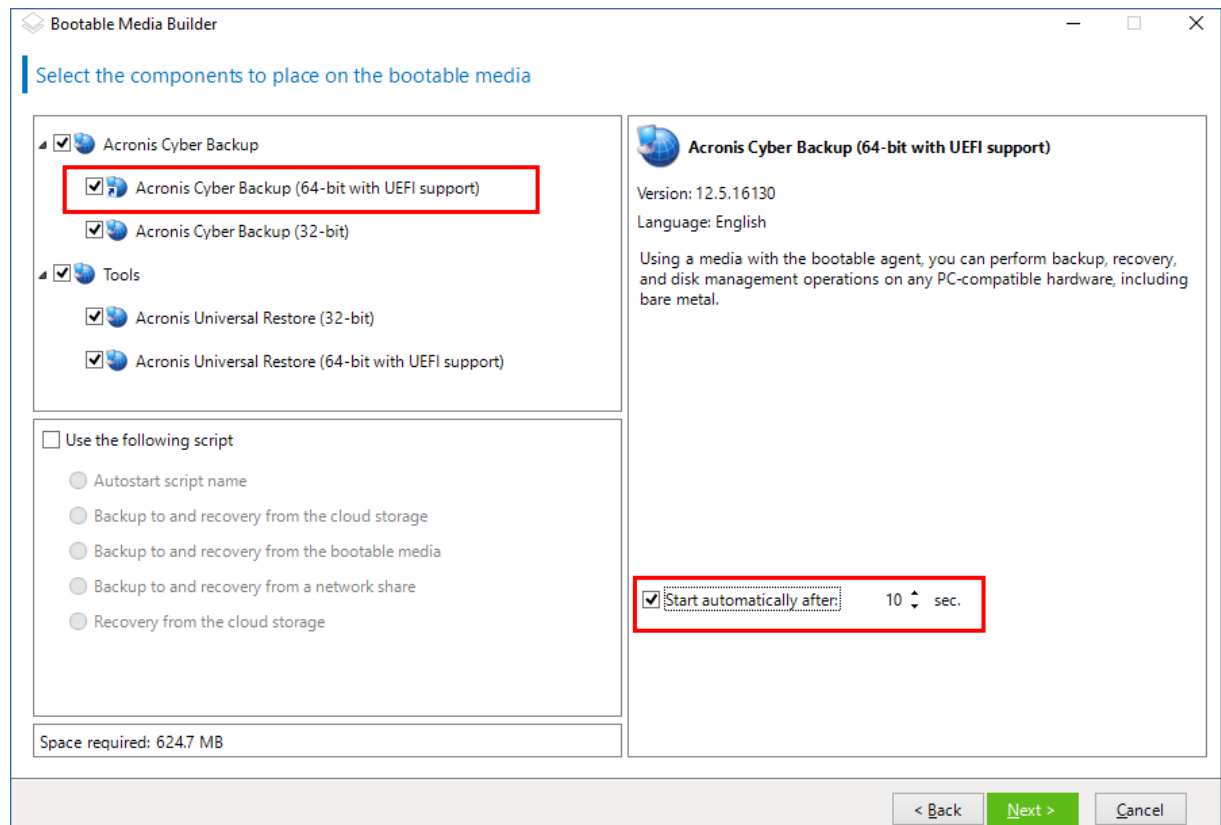 Bootable Media Builder
Select the components to place on the bootable media
Acronis Cyber Backup
Acronis Cyber Backup (64-bit with UEFI support)
Acronis Cyber Backup (32-bit)
Tools
Acronis Universal Restore (32-bit)
Acronis Universal Restore (64-bit with UEFI support)
Use the following script
Autostart script name
Backup to and recovery from the cloud storage
Backup to and recovery from the bootable media
Backup to and recovery from a network share
Recovery from the cloud storage
Space required: 624.7 MB
Acronis Cyber Backup (64-bit with UEFI support)
Version: 12.5.16130
Language: English
Using a media with the bootable agent, you can perform backup, recovery,
and disk management operations on any PC-compatible hardware, including
bare metal.
Start automatically after: 10 sec.
< Back Next > Cancel